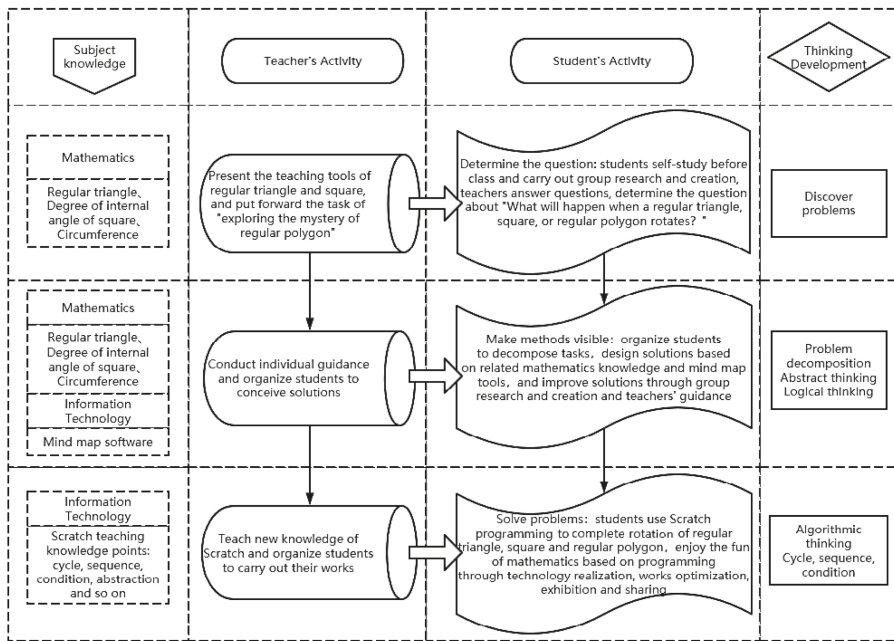 Subject
knowledge
Teacher's Activity
Student's Activity
Thinking
Development
Mathematics
Regular triangle、
Degree of internal
angle of square、
Circumference
Present the teaching tools of
regular triangle and square,
and put forward the task of
"exploring the mystery of
regular polygon"
Determine the question: students self-study before
class and carry out group research and creation,
teachers answer questions, determine the question
about "What will happen when a regular triangle,
square, or regular polygon rotates? "
Discover
problems
Mathematics
Regular triangle、
Degree of internal
angle of square、
Circumference
Information
Technology
Mind map software
Conduct individual guidance
and organize students to
conceive solutions
Make methods visible: organize students
to decompose tasks, design solutions based
on related mathematics knowledge and mind map
tools, and improve solutions through group
research and creation and teachers' guidance
Problem
decomposition
Abstract thinking
Logical thinking
Information
Technology
Scratch teaching
knowledge points:
cycle, sequence,
condition, abstraction
and so on
Teach new knowledge of
Scratch and organize students
to carry out their works
Solve problems: students use Scratch
programming to complete rotation of regular
triangle, square and regular polygon, enjoy the fun
of mathematics based on programming
through technology realization, works optimization,
exhibition and sharing
Algorithmic
thinking
Cycle, sequence,
condition